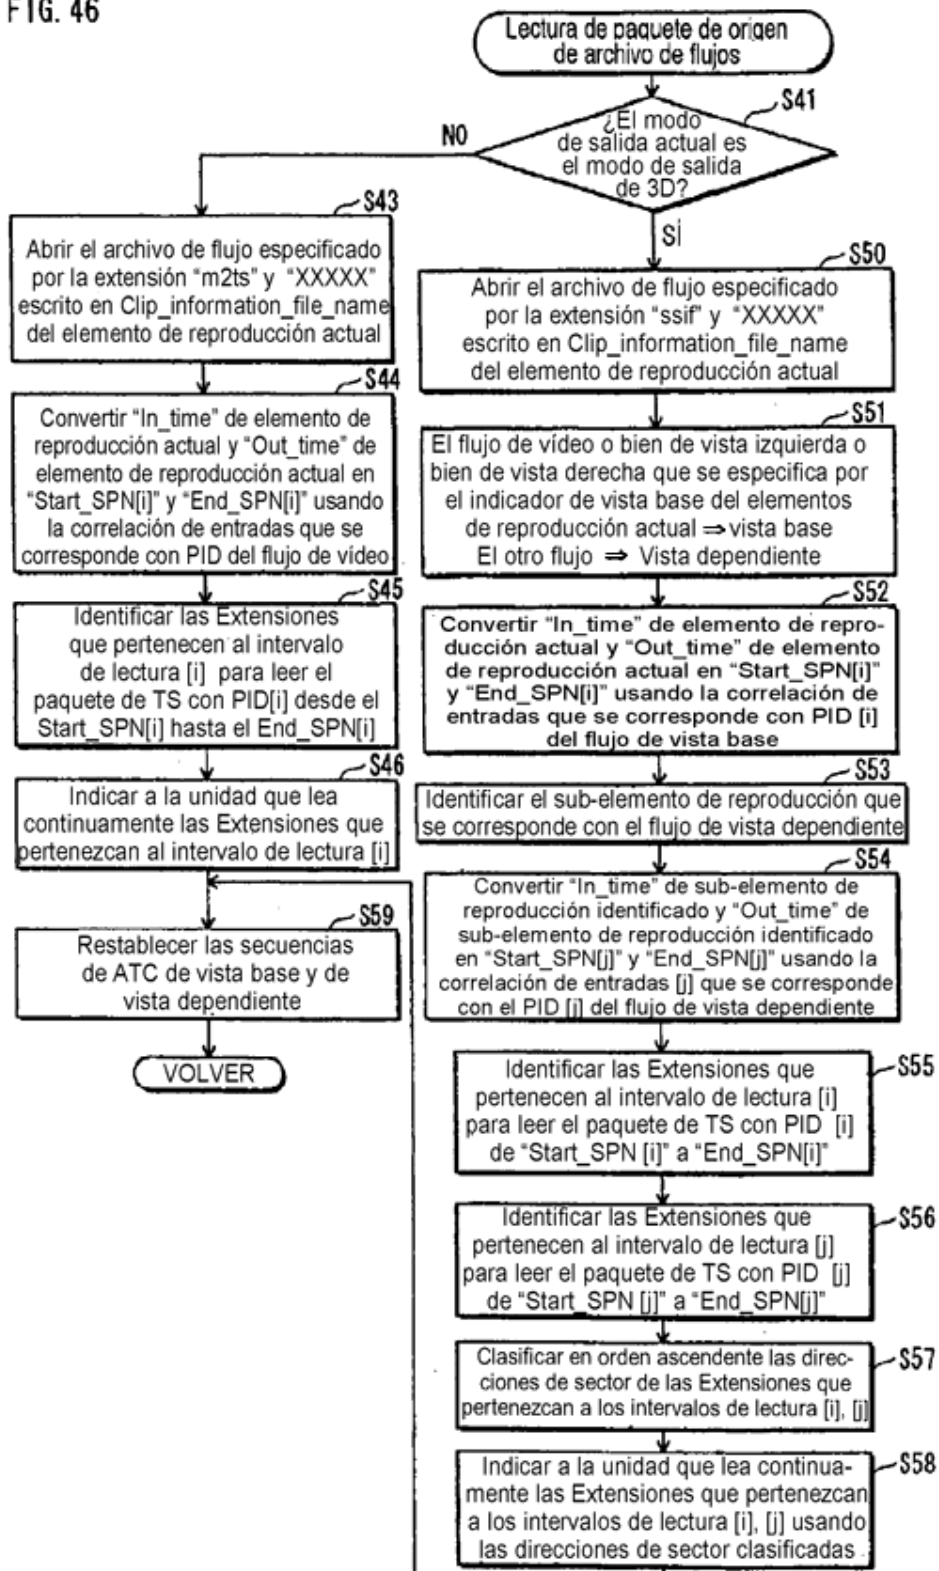 FIG. 46
Lectura de paquete de origen
de archivo de flujos
S41
¿El modo
de salida actual es
el modo de salida
de 3D?
NO
SÍ
S43
Abrir el archivo de flujo especificado
por la extensión “m2ts” y “XXXXX”
escrito en Clip_information_file_name
del elemento de reproducción actual
S44
Convertir “In_time” de elemento de
reproducción actual y “Out_time” de
elemento de reproducción actual en
“Start_SPN[i]” y “End_SPN[i]” usando
la correlación de entradas que se
corresponde con PID del flujo de vídeo
S45
Identificar las Extensiones
que pertenecen al intervalo
de lectura [i] para leer el
paquete de TS con PID[i] desde el
Start_SPN[i] hasta el End_SPN[i]
S46
Indicar a la unidad que lea
continuamente las Extensiones que
pertenezcan al intervalo de lectura [i]
S59
Restablecer las secuencias
de ATC de vista base y de
vista dependiente
VOLVER
S50
Abrir el archivo de flujo especificado
por la extensión “ssif” y “XXXXX”
escrito en Clip_information_file_name
del elemento de reproducción actual
S51
El flujo de vídeo o bien de vista izquierda o
bien de vista derecha que se especifica por
el indicador de vista base del elementos
de reproducción actual ⇒ vista base
El otro flujo ⇒ Vista dependiente
S52
Convertir “In_time” de elemento de repro-
ducción actual y “Out_time” de elemento
de reproducción actual en “Start_SPN[i]”
y “End_SPN[i]” usando la correlación de
entradas que se corresponde con PID [i]
del flujo de vista base
S53
Identificar el sub-elemento de reproducción que
se corresponde con el flujo de vista dependiente
S54
Convertir “In_time” de sub-elemento de
reproducción identificado y “Out_time” de
sub-elemento de reproducción identificado
en “Start_SPN[j]” y “End_SPN[j]” usando la
correlación de entradas [j] que se corresponde
con el PID [j] del flujo de vista dependiente
S55
Identificar las Extensiones que
pertenecen al intervalo de lectura [i]
para leer el paquete de TS con PID [i]
de “Start_SPN [i]” a “End_SPN[i]”
S56
Identificar las Extensiones que
pertenecen al intervalo de lectura [j]
para leer el paquete de TS con PID [j]
de “Start_SPN [j]” a “End_SPN[j]”
S57
Clasificar en orden ascendente las direc-
ciones de sector de las Extensiones que
pertenezcan a los intervalos de lectura [i], [j]
S58
Indicar a la unidad que lea continua-
mente las Extensiones que pertenezcan
a los intervalos de lectura [i], [j] usando
las direcciones de sector clasificadas